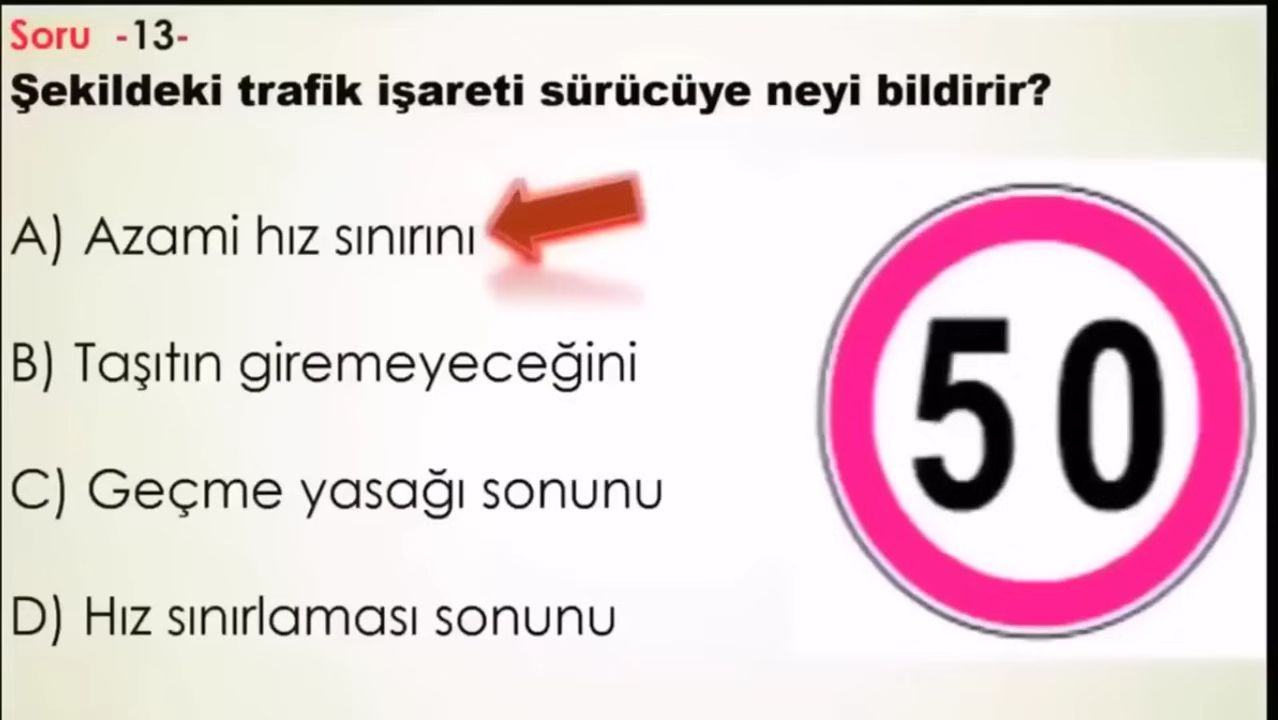 Soru -13-
Şekildeki trafik işareti sürücüye neyi bildirir?
A) Azami hız sınırını
B) Taşıtın giremeyeceğini
C) Geçme yasağı sonunu
D) Hız sınırlaması sonunu
50